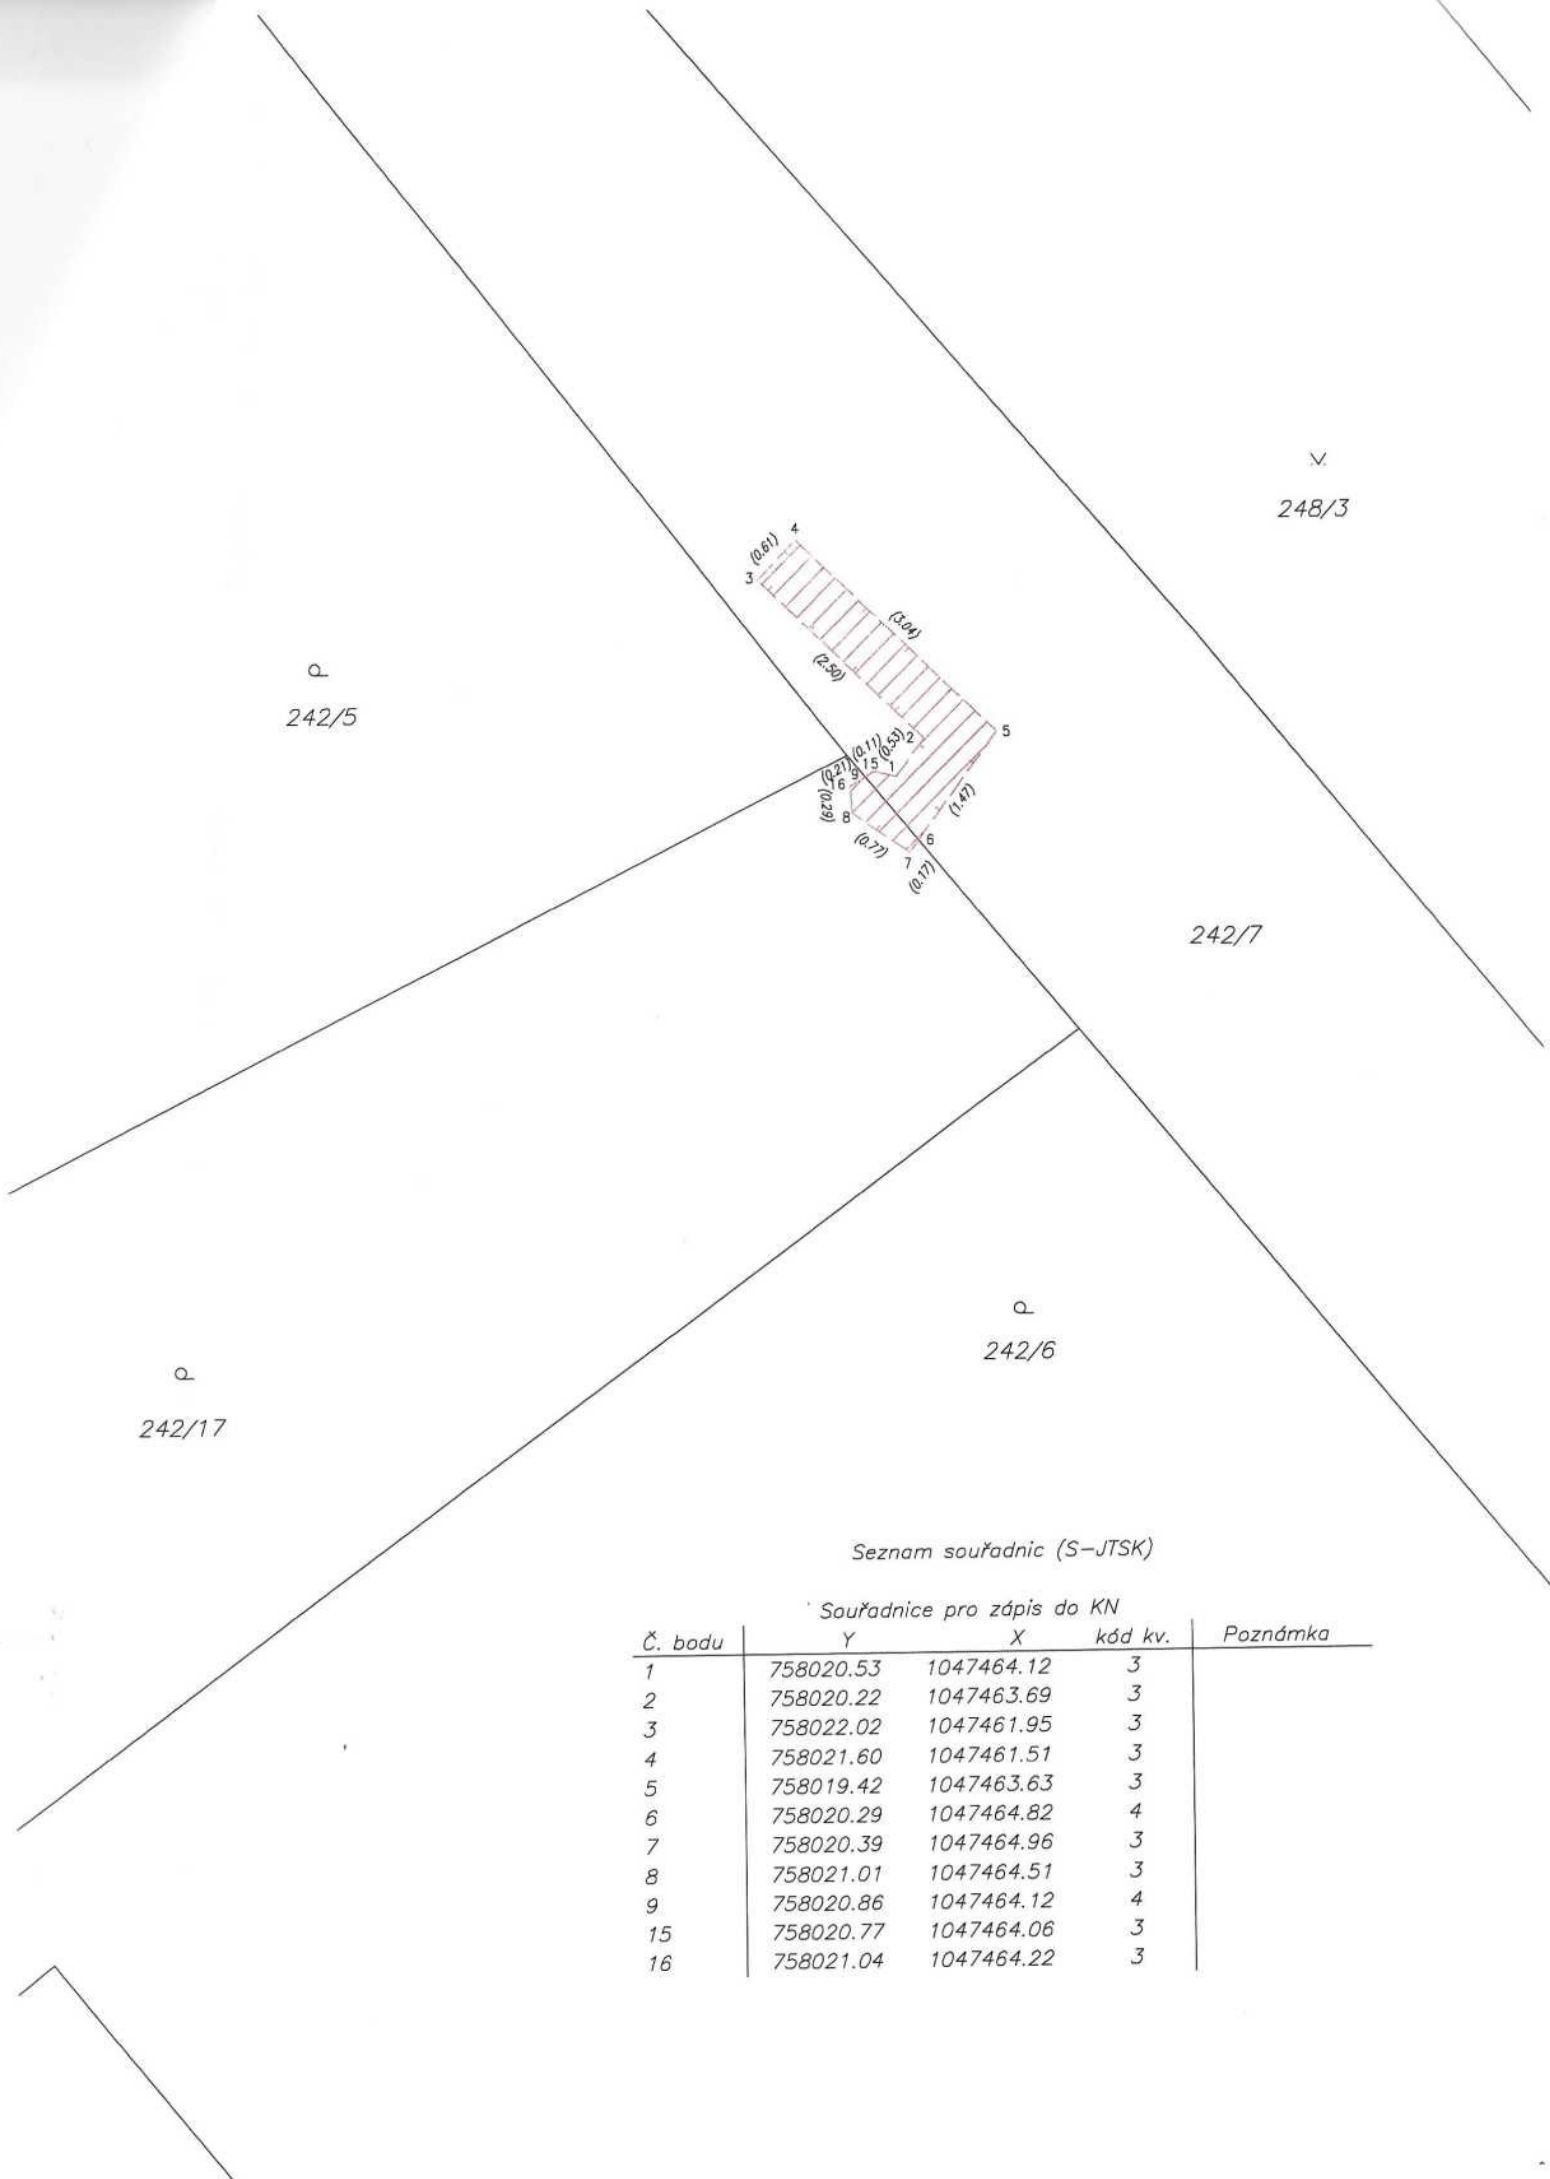 248/3
4
(0.61)
3
(3.04)
(2.50)
242/5
2
5
(0.11)
(0.53)
(0.21)
9
15
1
16
(0.29)
8
(1.47)
6
(0.77)
7
(0.17)
242/7
242/6
242/17
Seznam souřadnic (S-JTSK)
Souřadnice pro zápis do KN
Č. bodu Y X kód kv. Poznámka
1 758020.53 1047464.12 3
2 758020.22 1047463.69 3
3 758022.02 1047461.95 3
4 758021.60 1047461.51 3
5 758019.42 1047463.63 3
6 758020.29 1047464.82 4
7 758020.39 1047464.96 3
8 758021.01 1047464.51 3
9 758020.86 1047464.12 4
15 758020.77 1047464.06 3
16 758021.04 1047464.22 3